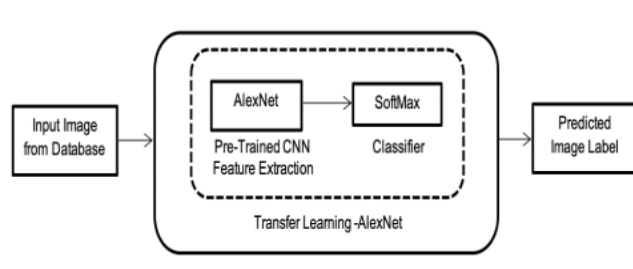 Input Image
from Database
AlexNet
Pre-Trained CNN
Feature Extraction
SoftMax
Classifier
Transfer Learning -AlexNet
Predicted
Image Label